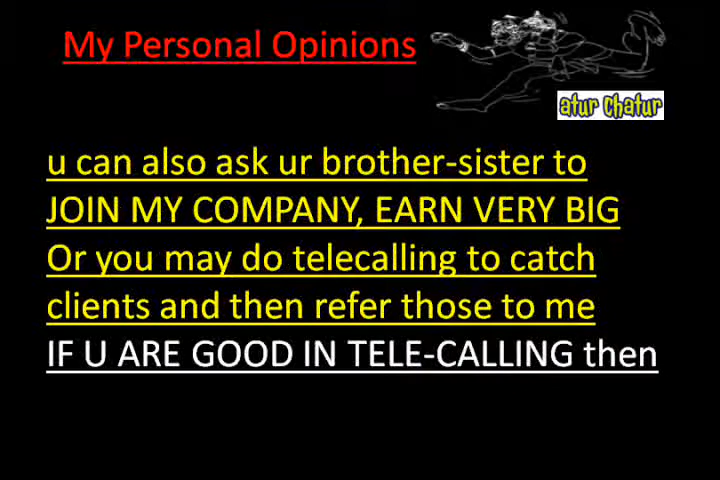 My Personal Opinions
atur chatur
u can also ask ur brother-sister to
JOIN MY COMPANY, EARN VERY BIG
Or you may do telecalling to catch
clients and then refer those to me
IF U ARE GOOD IN TELE-CALLING then